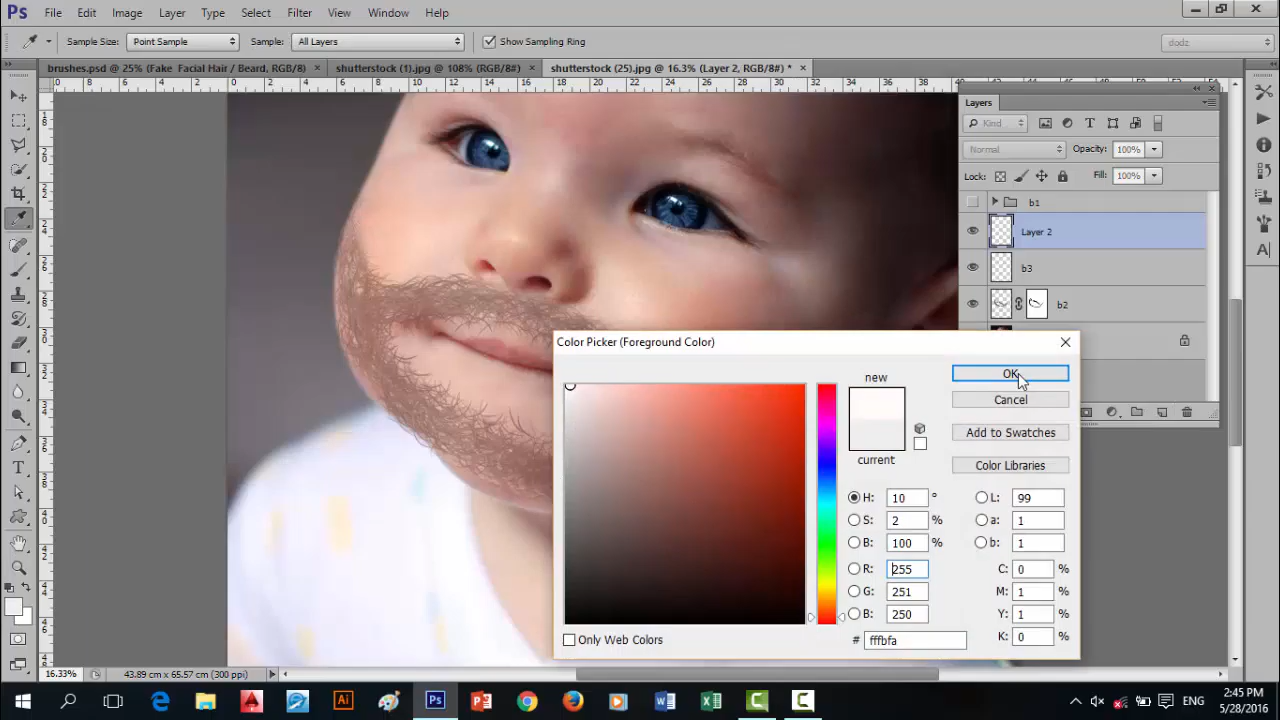 Ps File Edit Image Layer Type Select Filter View Window Help
Sample Size: Point Sample Sample: All Layers Show Sampling Ring dodz
brushes.psd @ 25% (Fake Facial Hair / Beard, RGB/8) × shutterstock (1).jpg @ 108% (RGB/8#) × shutterstock (25).jpg @ 16.3% (Layer 2, RGB/8#) * ×
Layers
Kind
Normal Opacity: 100%
Lock: Fill: 100%
b1
Layer 2
b3
b2
Color Picker (Foreground Color)
new
OK
Cancel
Add to Swatches
current
Color Libraries
H: 10 ° L: 99
S: 2 % a: 1
B: 100 % b: 1
R: 255 C: 0 %
G: 251 M: 1 %
B: 250 Y: 1 %
Only Web Colors # fffbfa K: 0 %
16.33% 43.89 cm x 65.57 cm (300 ppi)
ENG
2:45 PM
5/28/2016